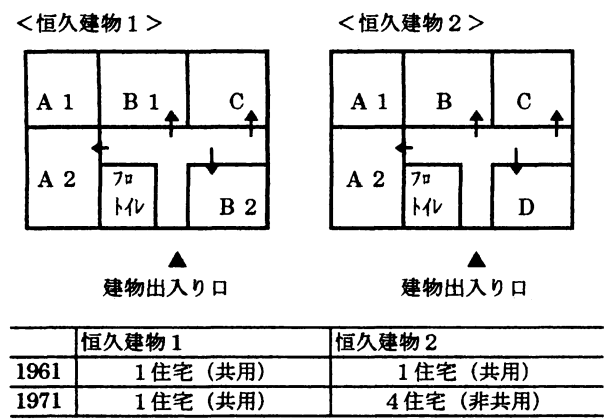 ＜恒久建物1＞ ＜恒久建物2＞
A 1 B 1 C A 1 B C
A 2 フロ B 2 A 2 フロ D
トイレ トイレ
建物出入り口 建物出入り口
恒久建物1 恒久建物2
1961 1住宅（共用） 1住宅（共用）
1971 1住宅（共用） 4住宅（非共用）